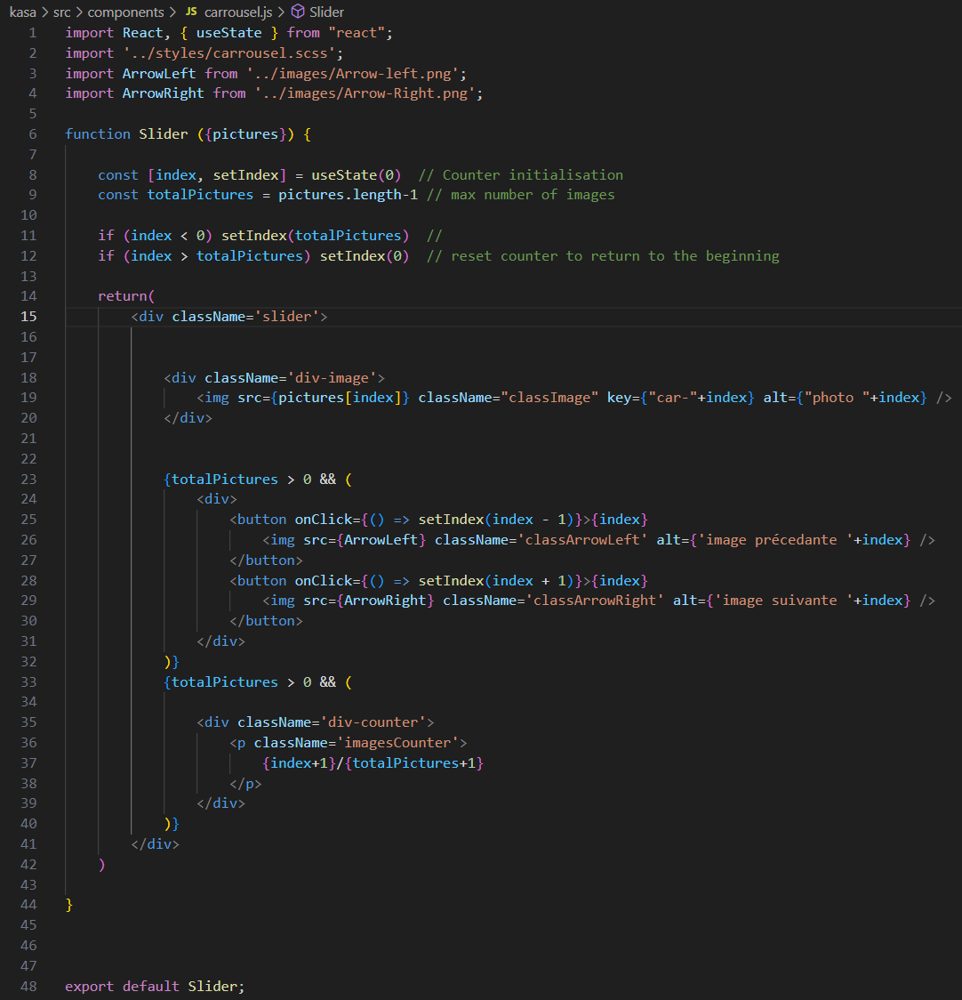 kasa > src > components > JS carrousel.js > Slider
1 import React, { useState } from "react";
2 import '../styles/carrousel.scss';
3 import ArrowLeft from '../images/Arrow-left.png';
4 import ArrowRight from '../images/Arrow-Right.png';
5
6 function Slider ({pictures}) {
7
8 const [index, setIndex] = useState(0) // Counter initialisation
9 const totalPictures = pictures.length-1 // max number of images
10
11 if (index < 0) setIndex(totalPictures) //
12 if (index > totalPictures) setIndex(0) // reset counter to return to the beginning
13
14 return(
15 <div className='slider'>
16
17
18 <div className='div-image'>
19 <img src={pictures[index]} className="classImage" key={"car-"+index} alt={"photo "+index} />
20 </div>
21
22
23 {totalPictures > 0 && (
24 <div>
25 <button onClick={() => setIndex(index - 1)}>{index}
26 <img src={ArrowLeft} className='classArrowLeft' alt={'image précedante '+index} />
27 </button>
28 <button onClick={() => setIndex(index + 1)}>{index}
29 <img src={ArrowRight} className='classArrowRight' alt={'image suivante '+index} />
30 </button>
31 </div>
32 )}
33 {totalPictures > 0 && (
34
35 <div className='div-counter'>
36 <p className='imagesCounter'>
37 {index+1}/{totalPictures+1}
38 </p>
39 </div>
40 )}
41 </div>
42 )
43
44 }
45
46
47
48 export default Slider;